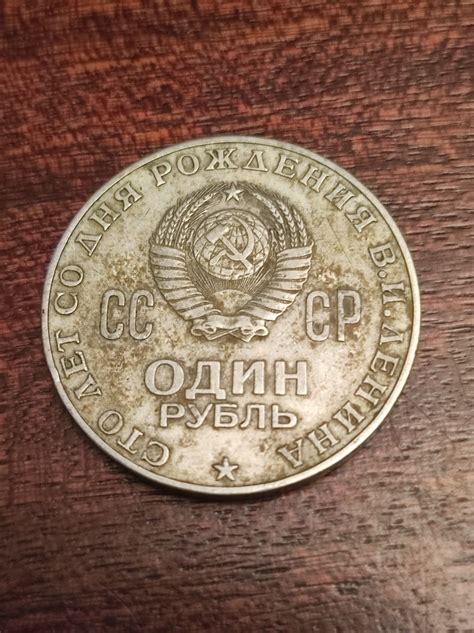 СТО ЛЕТ СО ДНЯ РОЖДЕНИЯ В.И.ЛЕНИНА
СС СР
ОДИН
РУБЛЬ